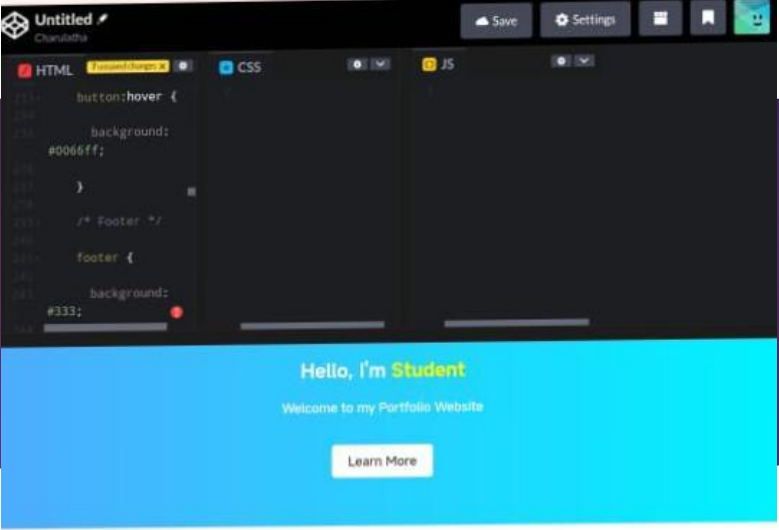 Untitled
Charulatha
Save
Settings
HTML
CSS
JS
button:hover {
background:
#0066ff;
}
/* Footer */
footer {
background:
#333;
Hello, I'm Student
Welcome to my Portfolio Website
Learn More